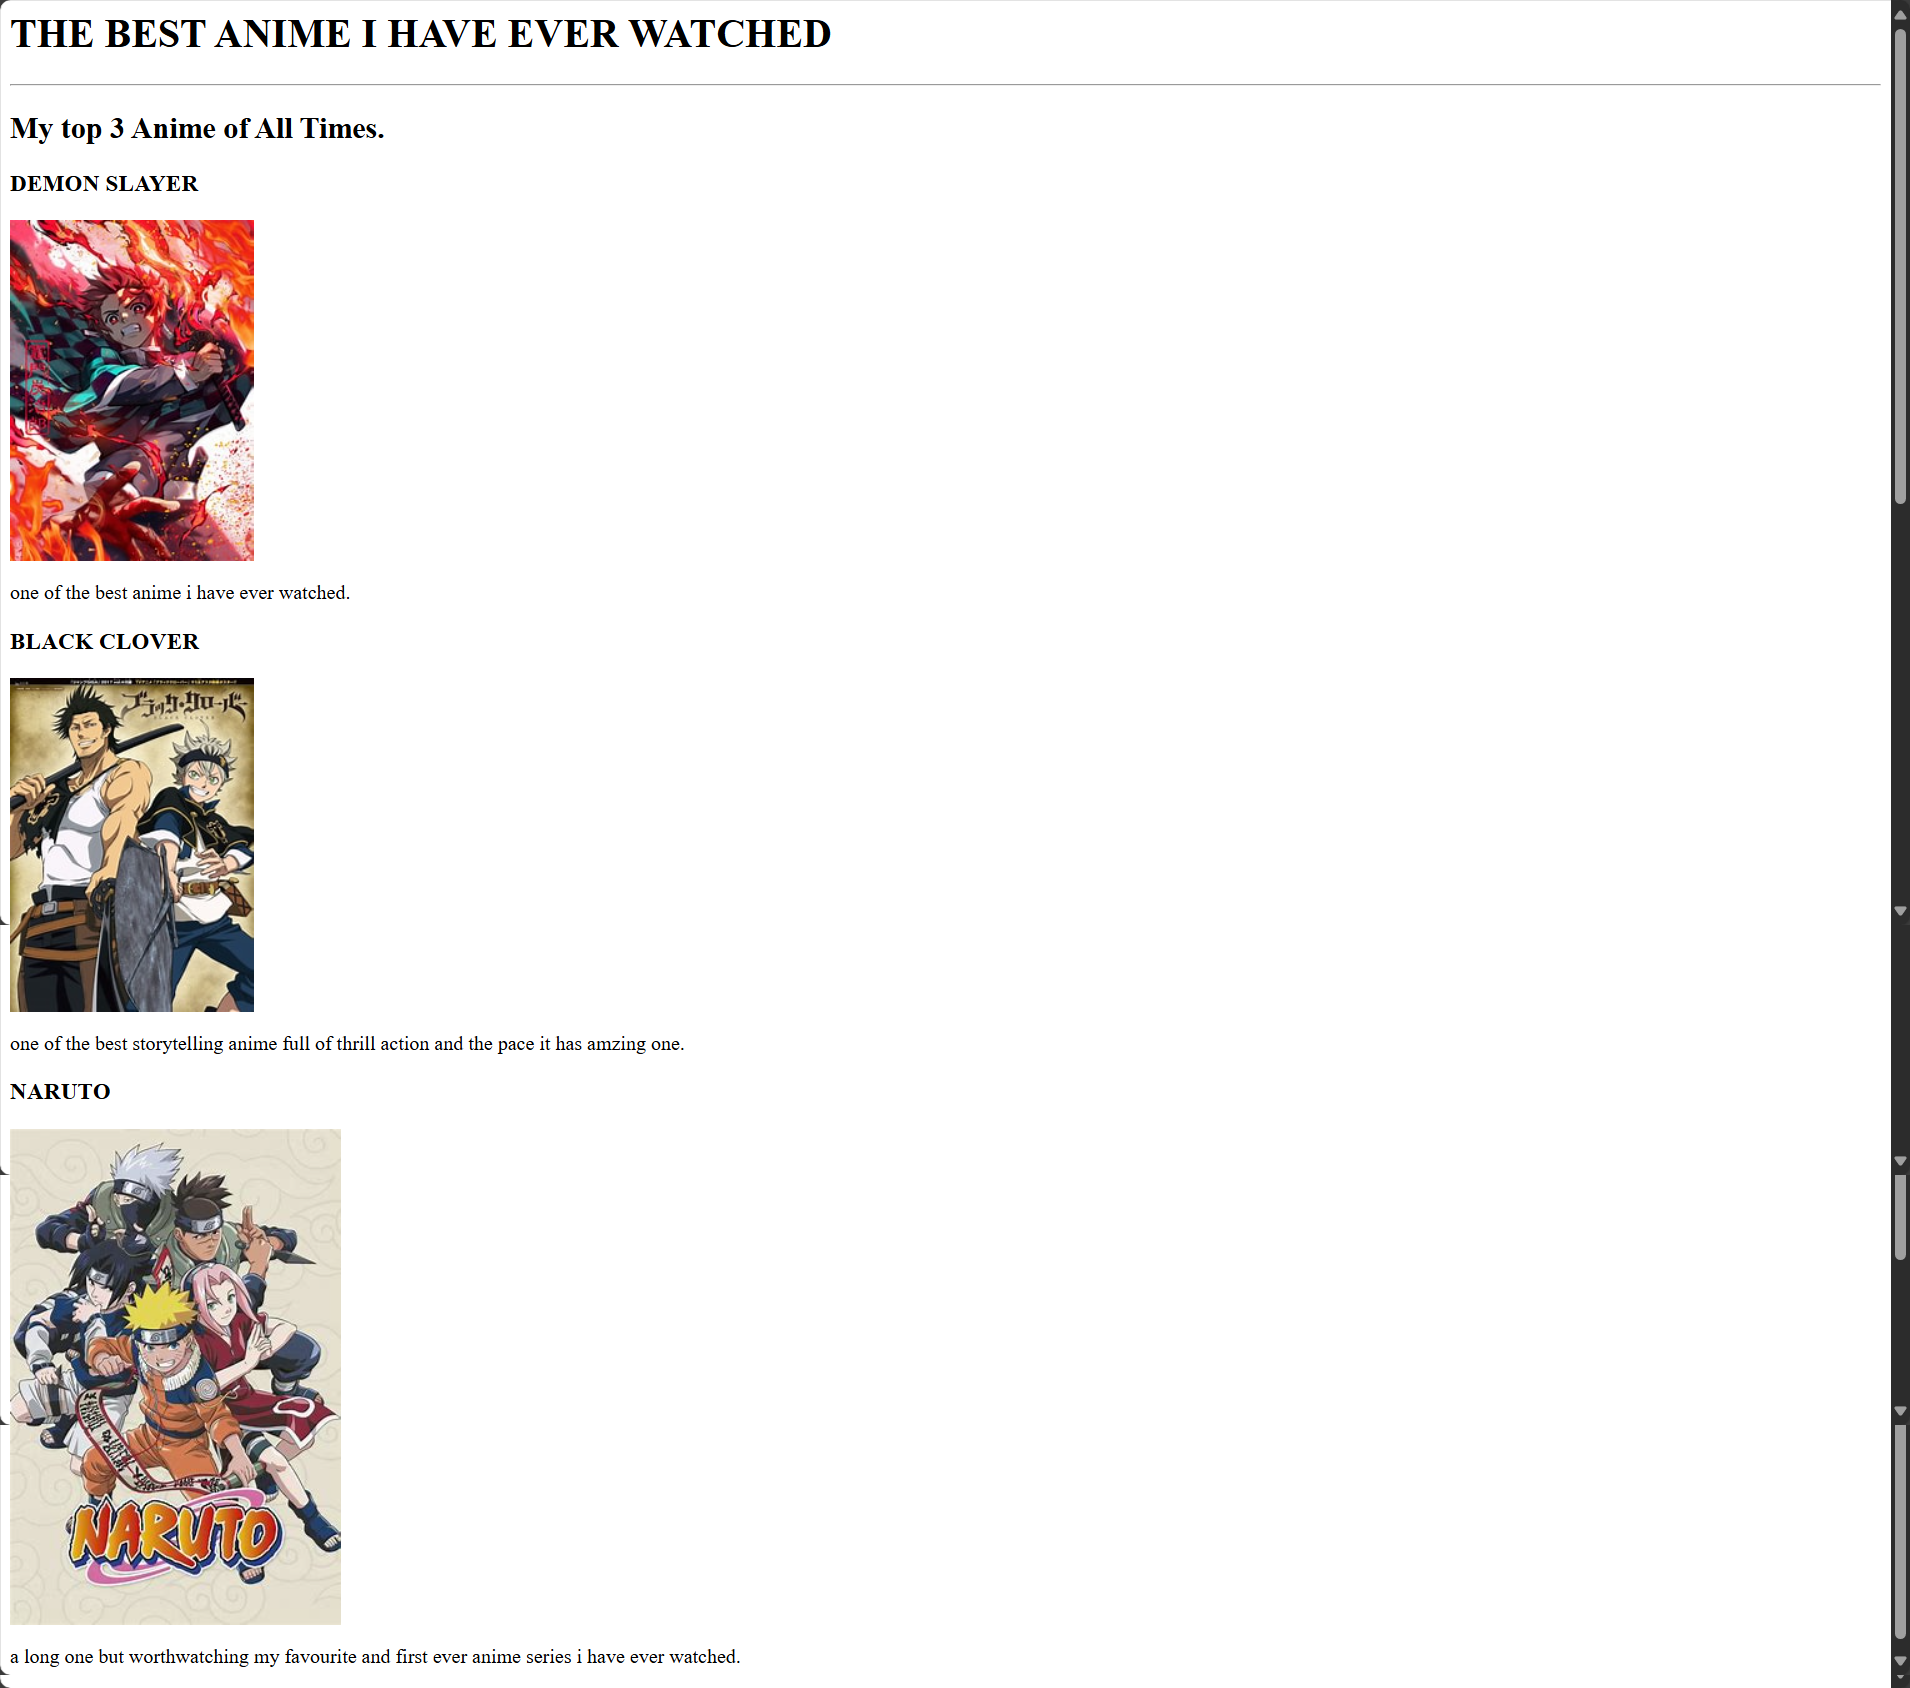 THE BEST ANIME I HAVE EVER WATCHED
My top 3 Anime of All Times.
DEMON SLAYER
one of the best anime i have ever watched.
BLACK CLOVER
ブラック・クローバー
BLACK CLOVER
one of the best storytelling anime full of thrill action and the pace it has amzing one.
NARUTO
NARUTO
a long one but worthwatching my favourite and first ever anime series i have ever watched.